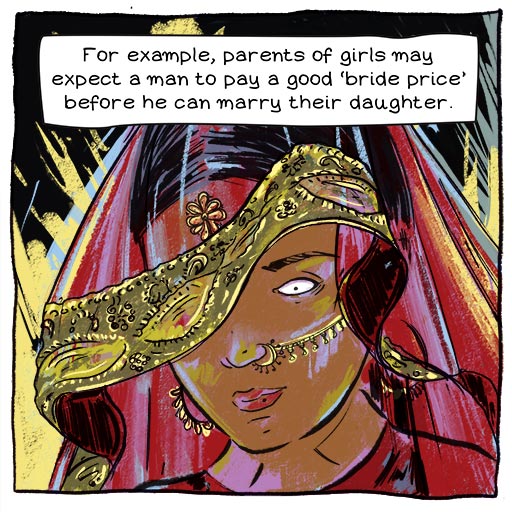 For example, parents of girls may
expect a man to pay a good ‘bride price’
before he can marry their daughter.